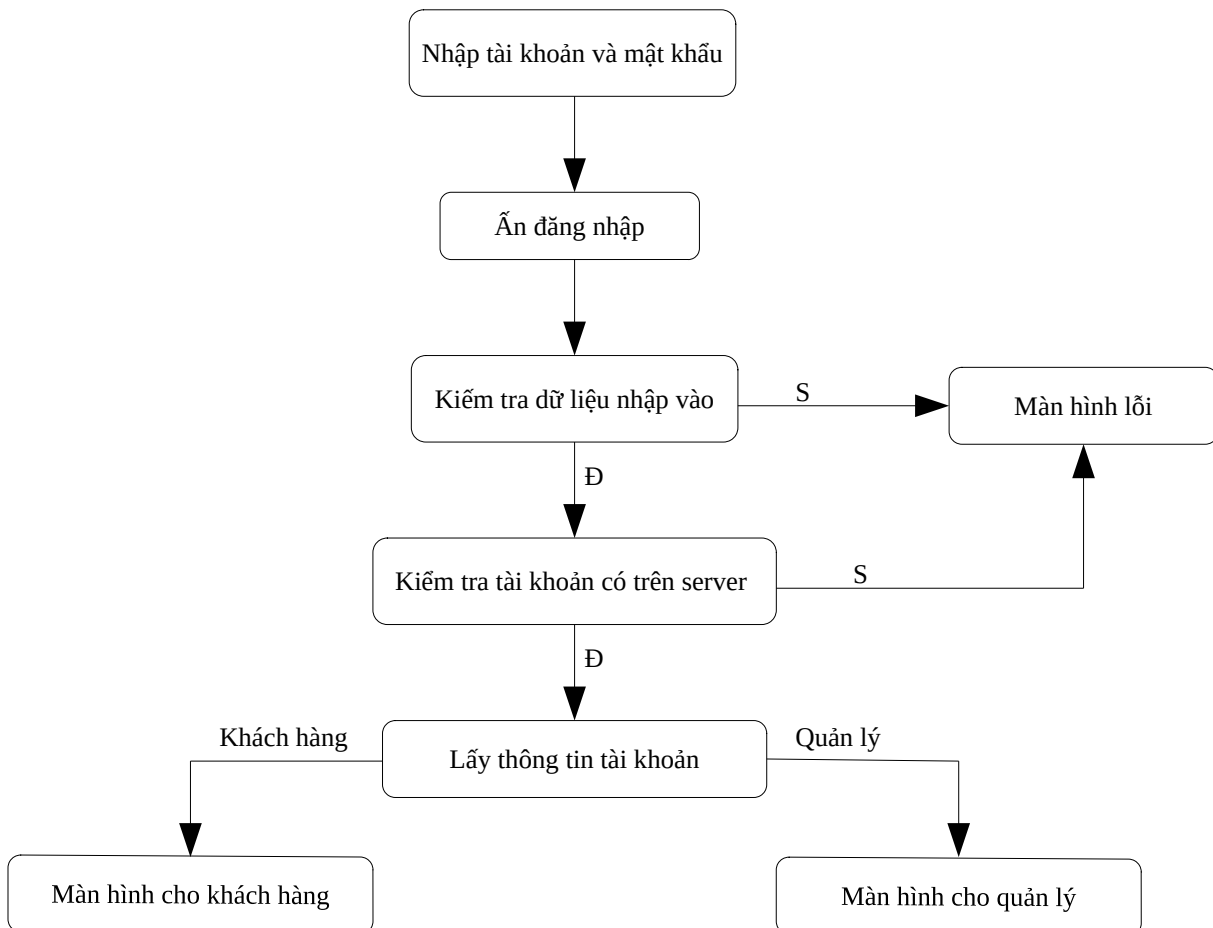 Nhập tài khoản và mật khẩu
Ấn đăng nhập
Kiếm tra dữ liệu nhập vào
S
Màn hình lỗi
Đ
Kiểm tra tài khoản có trên server
S
Đ
Khách hàng
Lấy thông tin tài khoản
Quản lý
Màn hình cho khách hàng
Màn hình cho quản lý